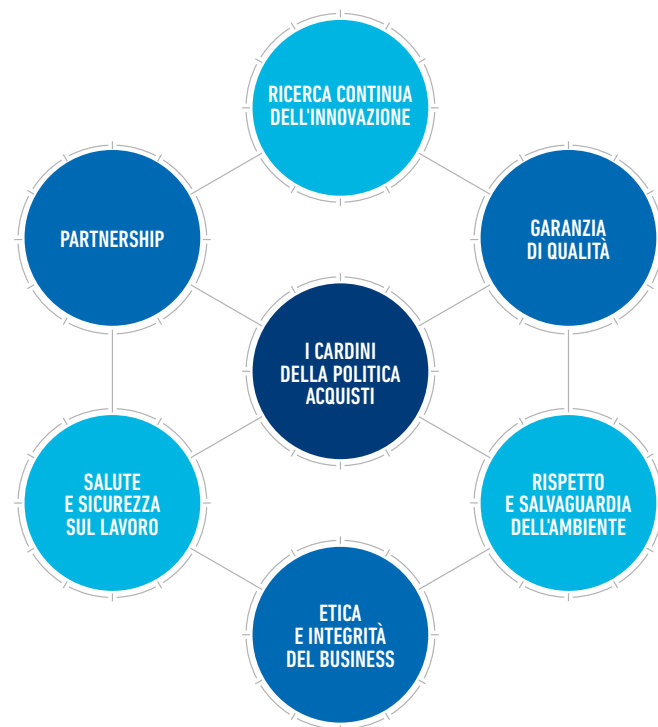 RICERCA CONTINUA
DELL'INNOVAZIONE
PARTNERSHIP
GARANZIA
DI QUALITÀ
I CARDINI
DELLA POLITICA
ACQUISTI
SALUTE
E SICUREZZA
SUL LAVORO
RISPETTO
E SALVAGUARDIA
DELL'AMBIENTE
ETICA
E INTEGRITÀ
DEL BUSINESS